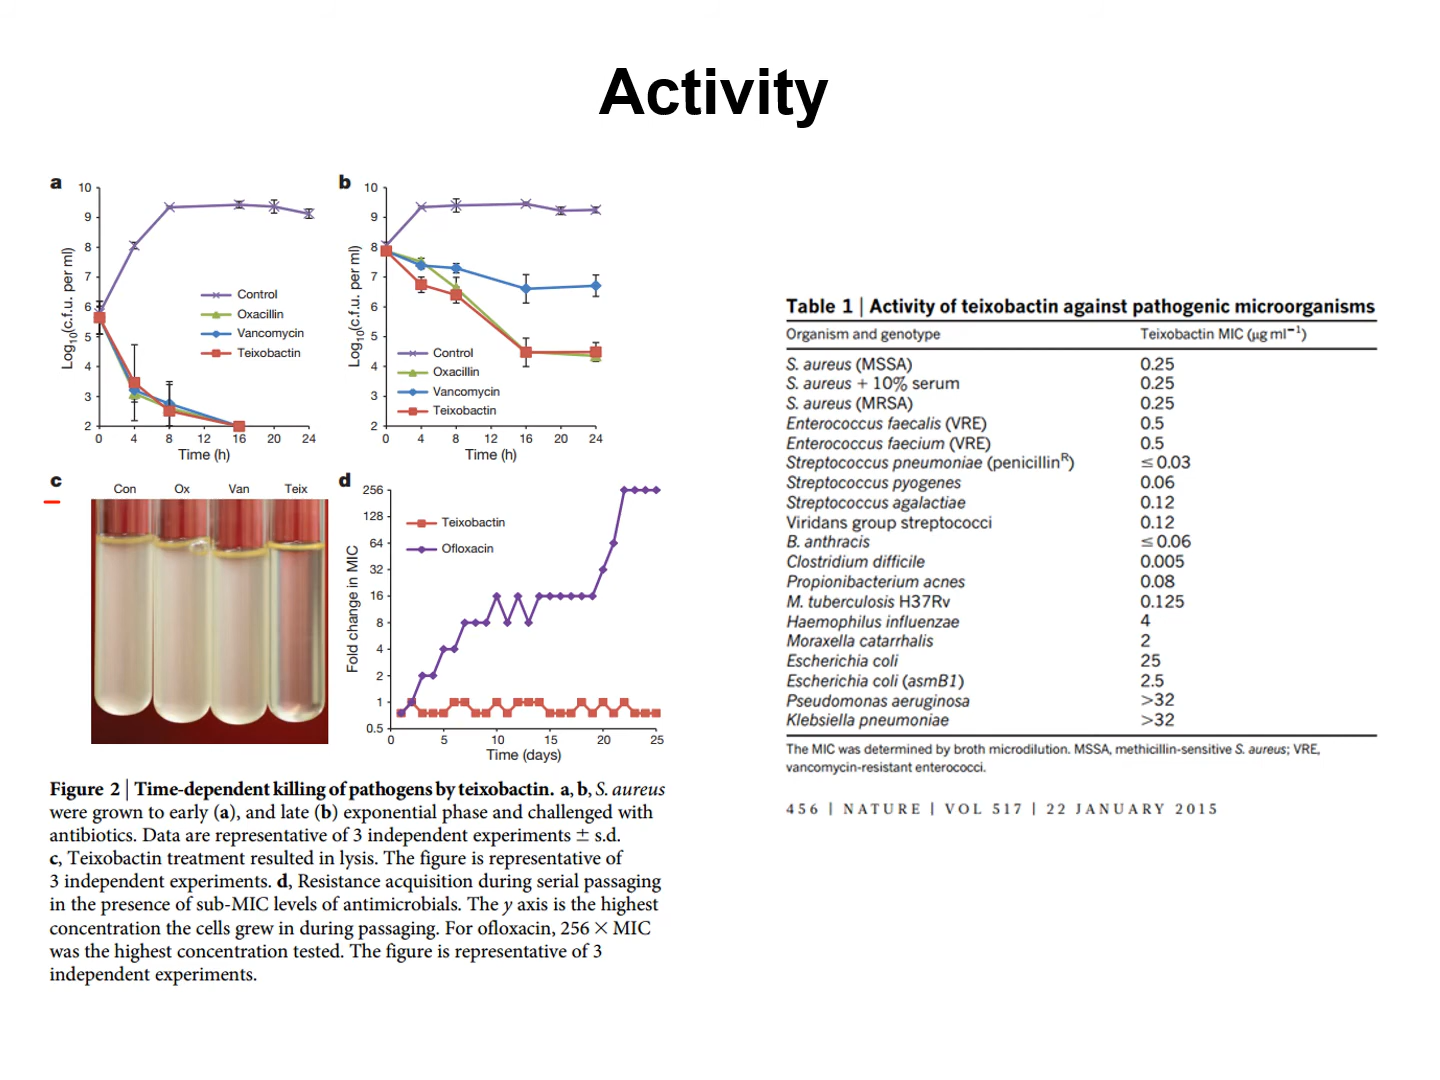 Activity
a
10
9
8
7
6
5
4
3
2
Log10(c.f.u. per ml)
Control
Oxacillin
Vancomycin
Teixobactin
0 4 8 12 16 20 24
Time (h)
b
10
9
8
7
6
5
4
3
2
Log10(c.f.u. per ml)
Control
Oxacillin
Vancomycin
Teixobactin
0 4 8 12 16 20 24
Time (h)
c
Con Ox Van Teix
d
256
128
64
32
16
8
4
2
1
0.5
Fold change in MIC
Teixobactin
Ofloxacin
0 5 10 15 20 25
Time (days)
Figure 2 | Time-dependent killing of pathogens by teixobactin. a, b, S. aureus
were grown to early (a), and late (b) exponential phase and challenged with
antibiotics. Data are representative of 3 independent experiments ± s.d.
c, Teixobactin treatment resulted in lysis. The figure is representative of
3 independent experiments. d, Resistance acquisition during serial passaging
in the presence of sub-MIC levels of antimicrobials. The y axis is the highest
concentration the cells grew in during passaging. For ofloxacin, 256 × MIC
was the highest concentration tested. The figure is representative of 3
independent experiments.
Table 1 | Activity of teixobactin against pathogenic microorganisms
Organism and genotype Teixobactin MIC (μg ml⁻¹)
S. aureus (MSSA) 0.25
S. aureus + 10% serum 0.25
S. aureus (MRSA) 0.25
Enterococcus faecalis (VRE) 0.5
Enterococcus faecium (VRE) 0.5
Streptococcus pneumoniae (penicillinᴿ) ≤0.03
Streptococcus pyogenes 0.06
Streptococcus agalactiae 0.12
Viridans group streptococci 0.12
B. anthracis ≤0.06
Clostridium difficile 0.005
Propionibacterium acnes 0.08
M. tuberculosis H37Rv 0.125
Haemophilus influenzae 4
Moraxella catarrhalis 2
Escherichia coli 25
Escherichia coli (asmB1) 2.5
Pseudomonas aeruginosa >32
Klebsiella pneumoniae >32
The MIC was determined by broth microdilution. MSSA, methicillin-sensitive S. aureus; VRE,
vancomycin-resistant enterococci.
456 | NATURE | VOL 517 | 22 JANUARY 2015